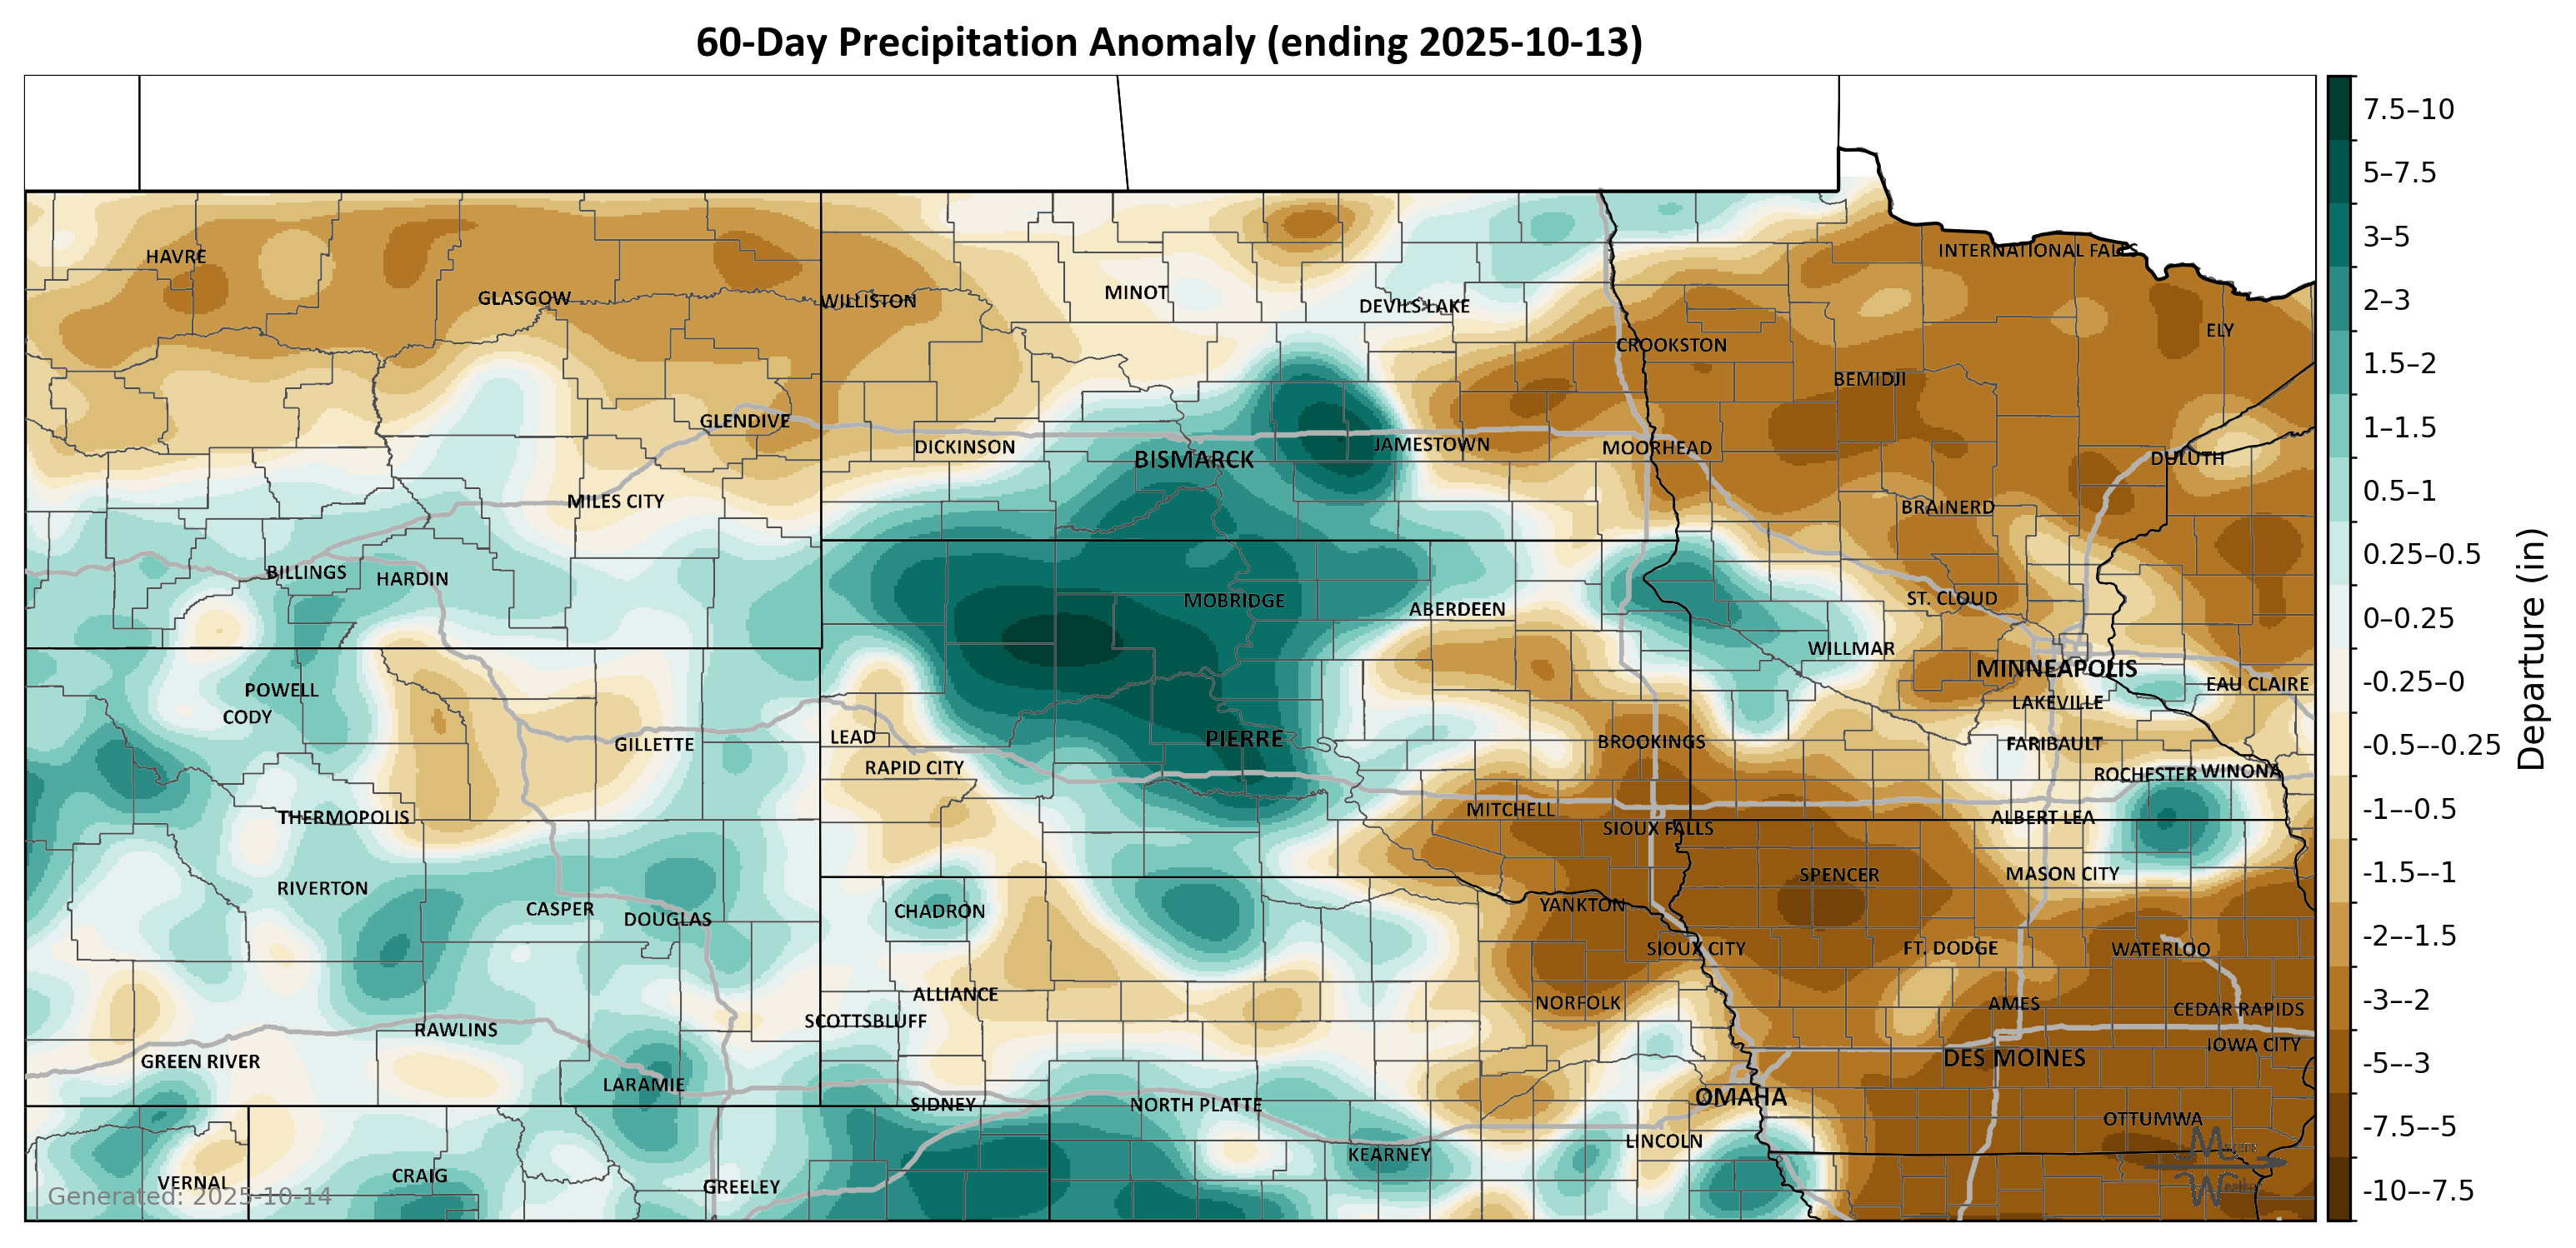 60-Day Precipitation Anomaly (ending 2025-10-13)
HAVRE
GLASGOW
WILLISTON
MINOT
DEVILS LAKE
INTERNATIONAL FALLS
ELY
CROOKSTON
BEMIDJI
GLENDIVE
DICKINSON
BISMARCK
JAMESTOWN
MOORHEAD
DULUTH
MILES CITY
BRAINERD
BILLINGS
HARDIN
MOBRIDGE
ABERDEEN
ST. CLOUD
WILLMAR
MINNEAPOLIS
EAU CLAIRE
POWELL
CODY
LAKEVILLE
GILLETTE
LEAD
PIERRE
BROOKINGS
FARIBAULT
RAPID CITY
ROCHESTER
WINONA
THERMOPOLIS
MITCHELL
SIOUX FALLS
ALBERT LEA
RIVERTON
SPENCER
MASON CITY
CASPER
DOUGLAS
CHADRON
YANKTON
SIOUX CITY
FT. DODGE
WATERLOO
ALLIANCE
NORFOLK
AMES
CEDAR RAPIDS
SCOTTSBLUFF
RAWLINS
GREEN RIVER
DES MOINES
IOWA CITY
LARAMIE
SIDNEY
NORTH PLATTE
OMAHA
OTTUMWA
LINCOLN
KEARNEY
VERNAL
CRAIG
GREELEY
Generated: 2025-10-14
7.5–10
5–7.5
3–5
2–3
1.5–2
1–1.5
0.5–1
0.25–0.5
0–0.25
-0.25–0
-0.5–-0.25
-1–-0.5
-1.5–-1
-2–-1.5
-3–-2
-5–-3
-7.5–-5
-10–-7.5
Departure (in)